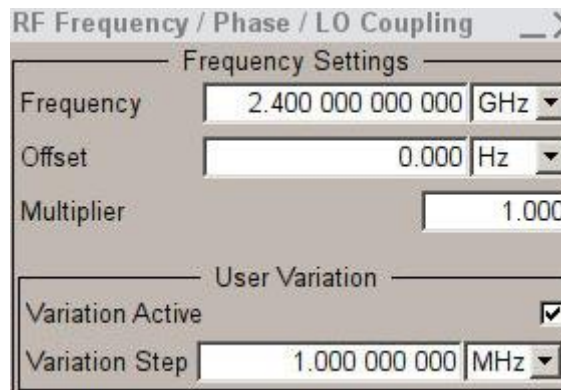 RF Frequency / Phase / LO Coupling
Frequency Settings
Frequency 2.400 000 000 000 GHz
Offset 0.000 Hz
Multiplier 1.000
User Variation
Variation Active
Variation Step 1.000 000 000 MHz